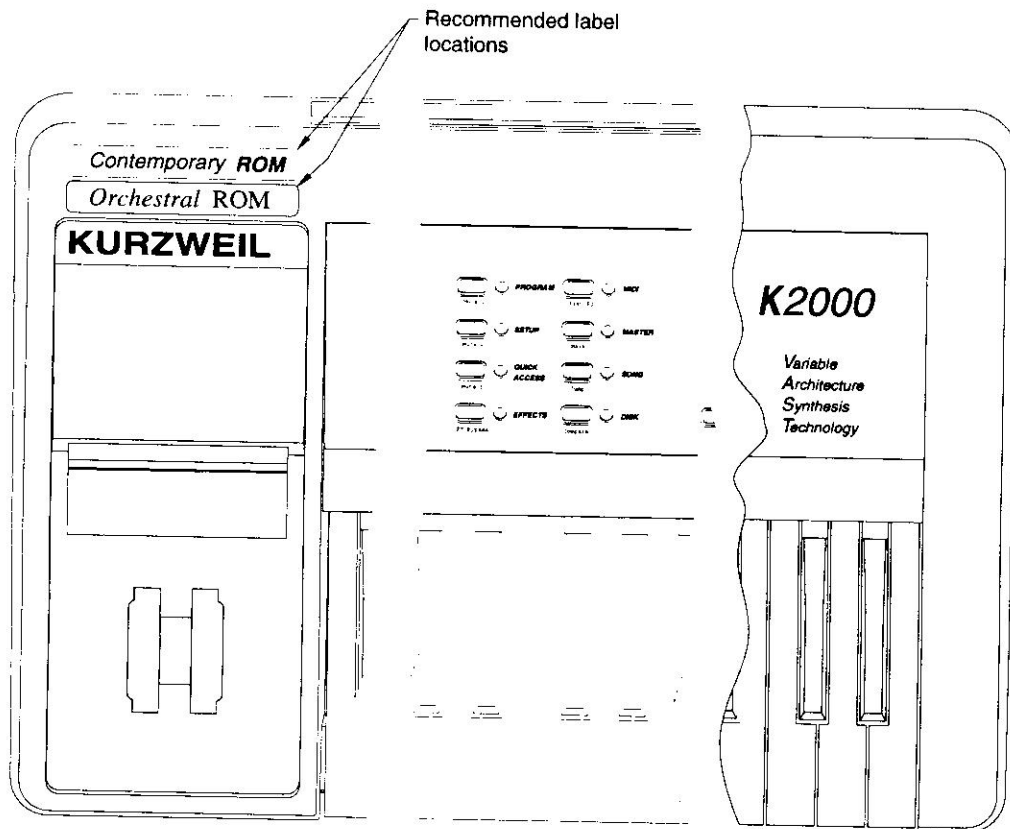 Recommended label
locations
Contemporary ROM
Orchestral ROM
KURZWEIL
PROGRAM
MIDI
SETUP
MASTER
QUICK
ACCESS
SONG
EFFECTS
DISK
K2000
Variable
Architecture
Synthesis
Technology